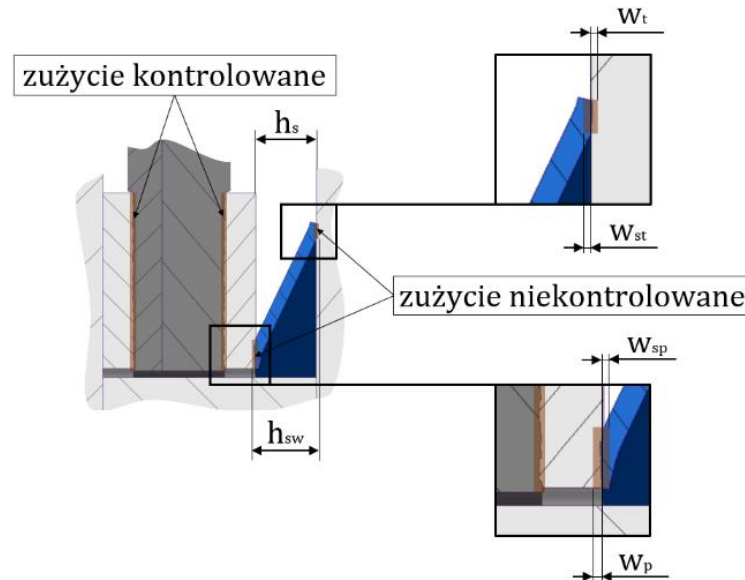 wt
zużycie kontrolowane
hs
wst
zużycie niekontrolowane
wsp
hsw
wp